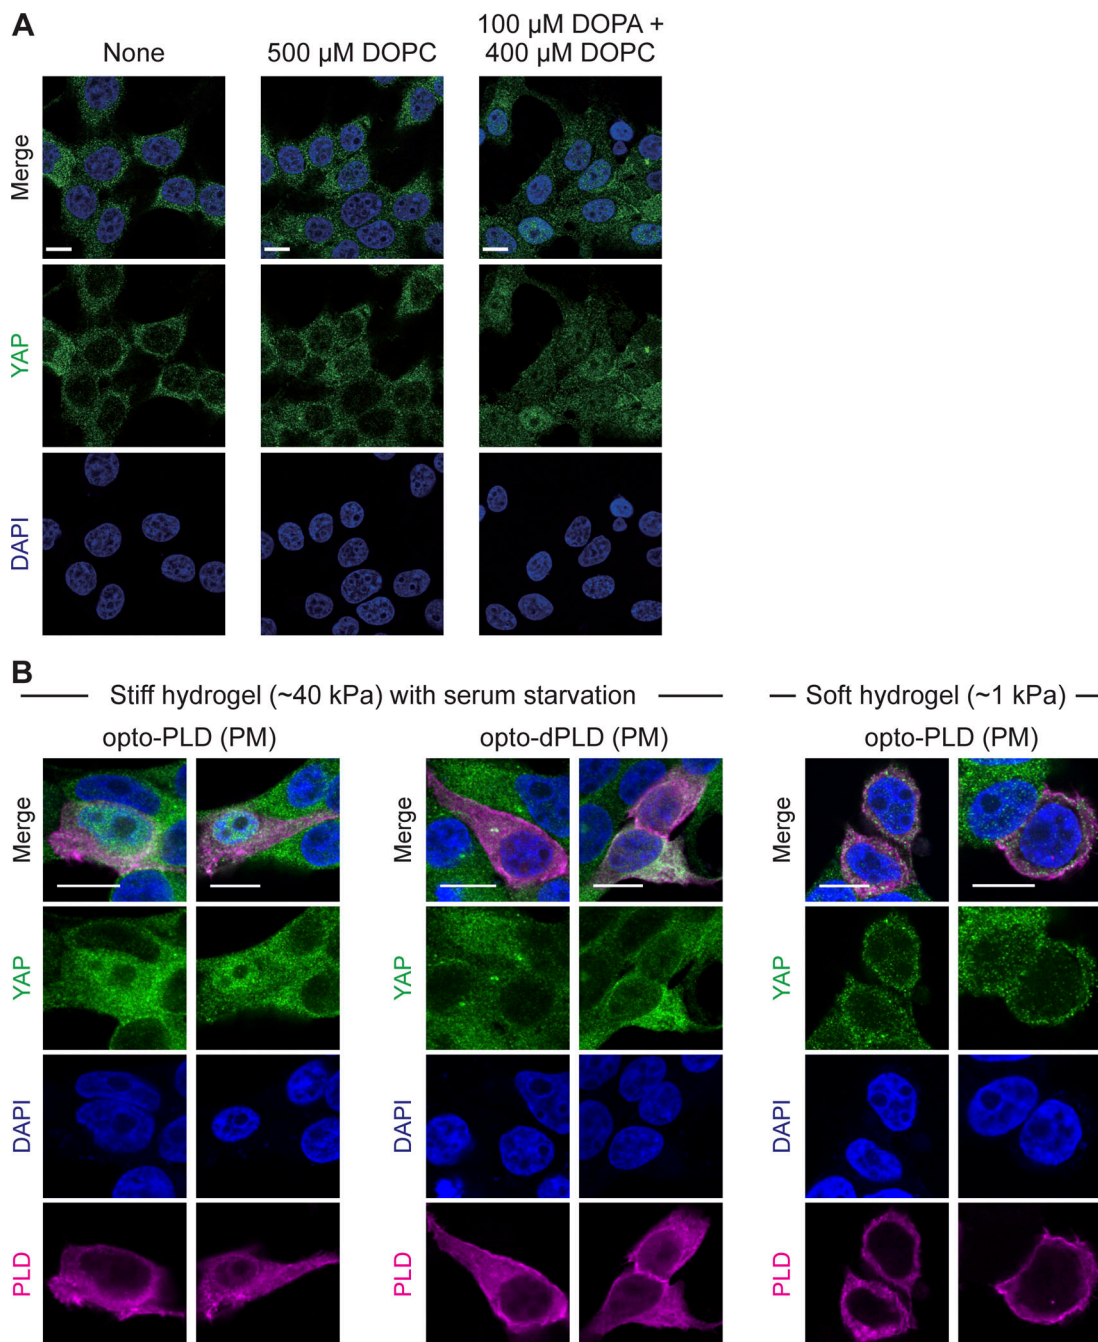 A
None
500 µM DOPC
100 µM DOPA +
400 µM DOPC
Merge
YAP
DAPI
B
Stiff hydrogel (~40 kPa) with serum starvation
Soft hydrogel (~1 kPa)
opto-PLD (PM)
opto-dPLD (PM)
opto-PLD (PM)
Merge
Merge
Merge
YAP
YAP
YAP
DAPI
DAPI
DAPI
PLD
PLD
PLD